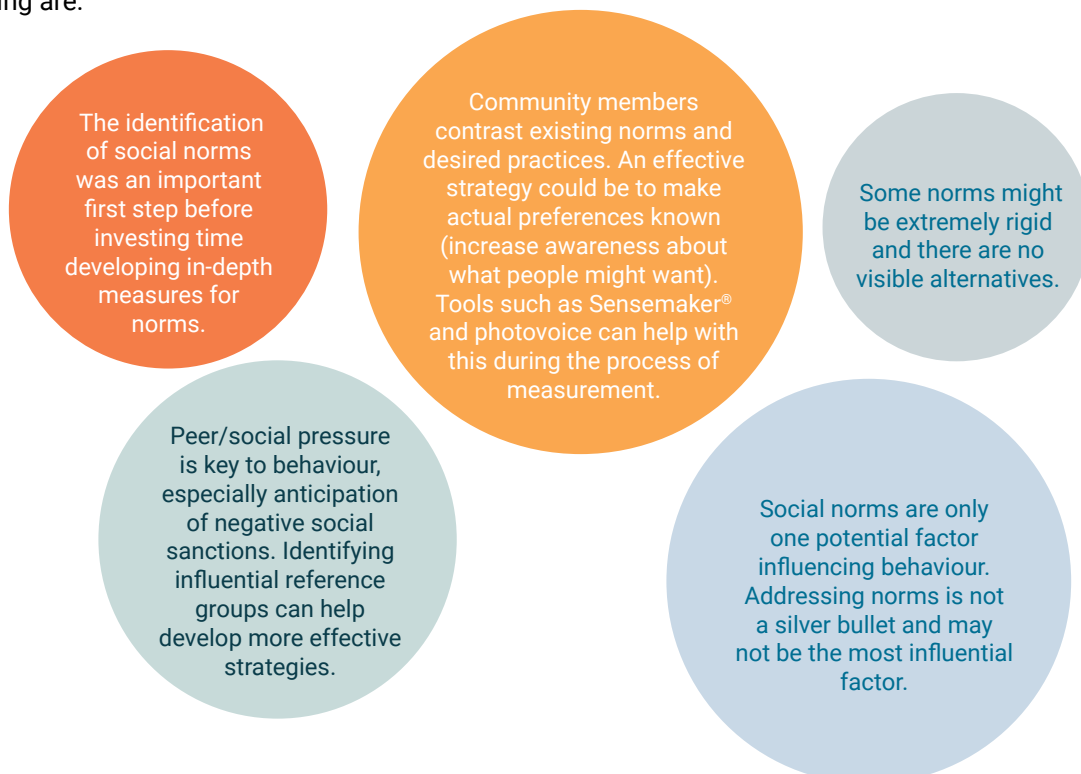 are.
The identification
of social norms
was an important
first step before
investing time
developing in-depth
measures for
norms.
Community members
contrast existing norms and
desired practices. An effective
strategy could be to make
actual preferences known
(increase awareness about
what people might want).
Tools such as Sensemaker®
and photovoice can help with
this during the process of
measurement.
Some norms might
be extremely rigid
and there are no
visible alternatives.
Peer/social pressure
is key to behaviour,
especially anticipation
of negative social
sanctions. Identifying
influential reference
groups can help
develop more effective
strategies.
Social norms are only
one potential factor
influencing behaviour.
Addressing norms is not
a silver bullet and may
not be the most influential
factor.